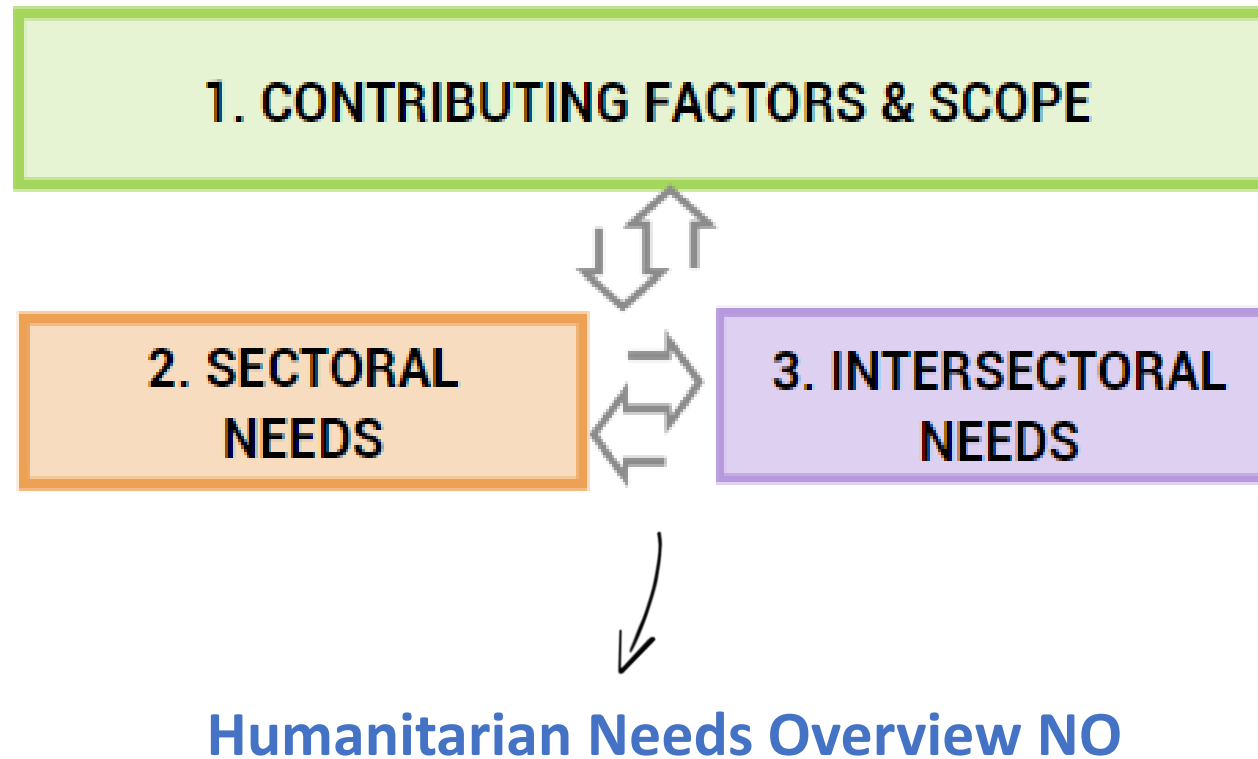 1. CONTRIBUTING FACTORS & SCOPE
2. SECTORAL
NEEDS
3. INTERSECTORAL
NEEDS
Humanitarian Needs Overview NO